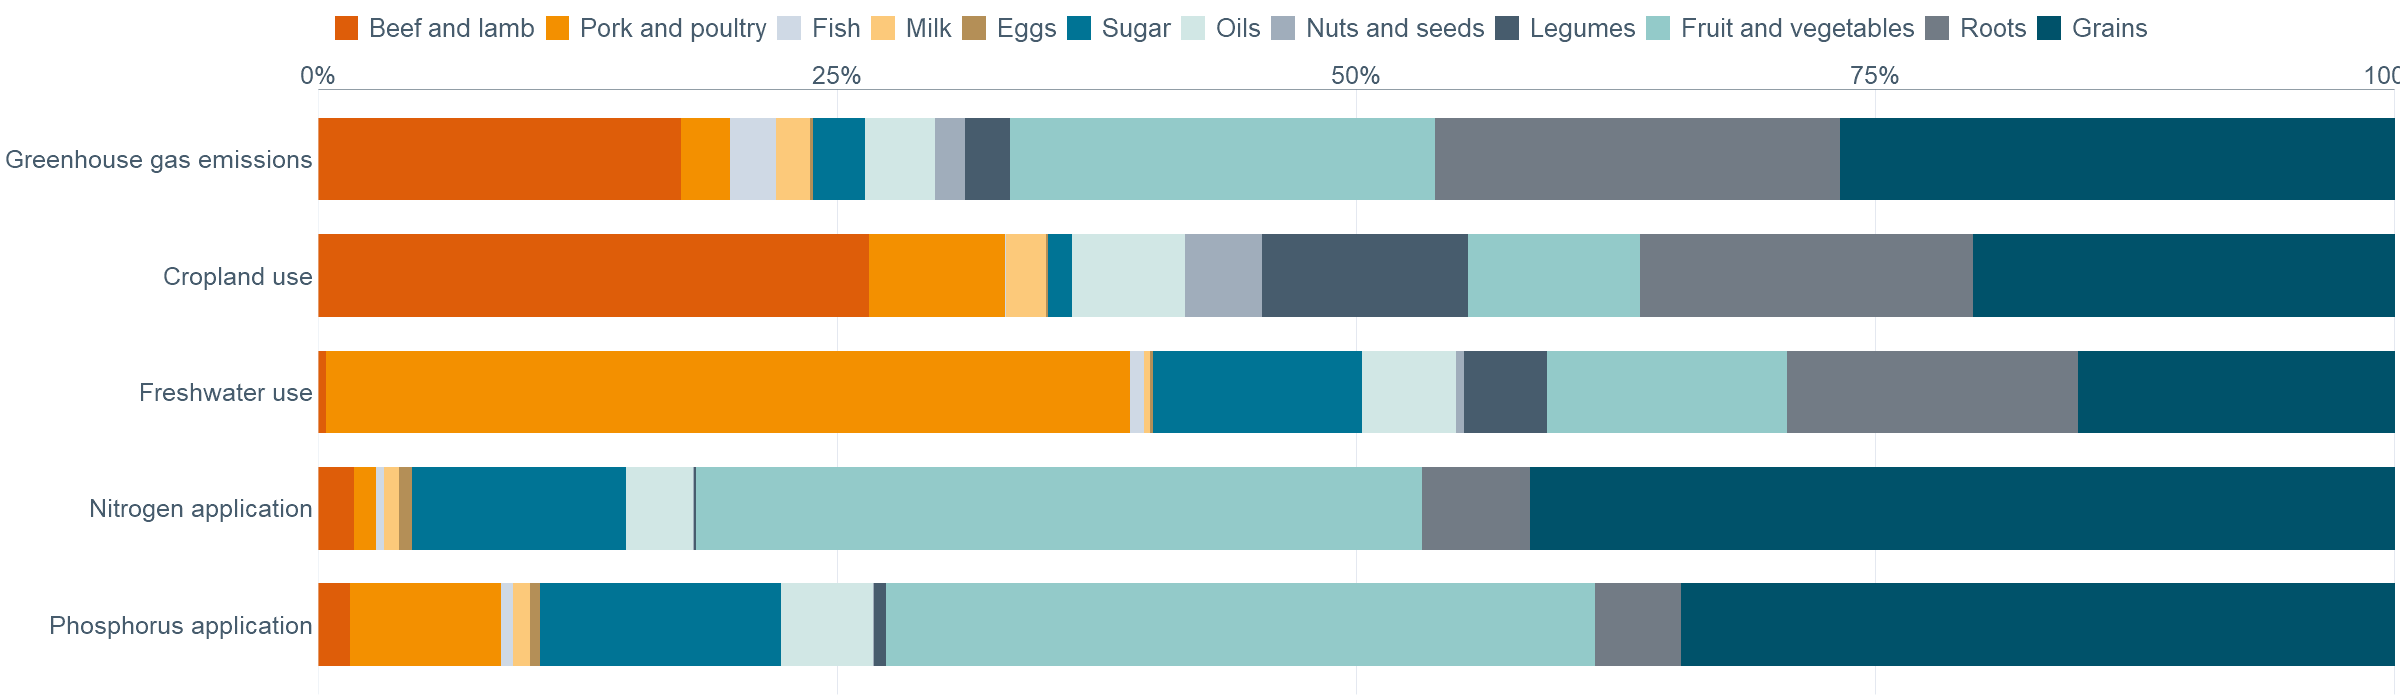 Beef and lamb Pork and poultry Fish Milk Eggs Sugar Oils Nuts and seeds Legumes Fruit and vegetables Roots Grains
0% 25% 50% 75% 100
Greenhouse gas emissions
Cropland use
Freshwater use
Nitrogen application
Phosphorus application